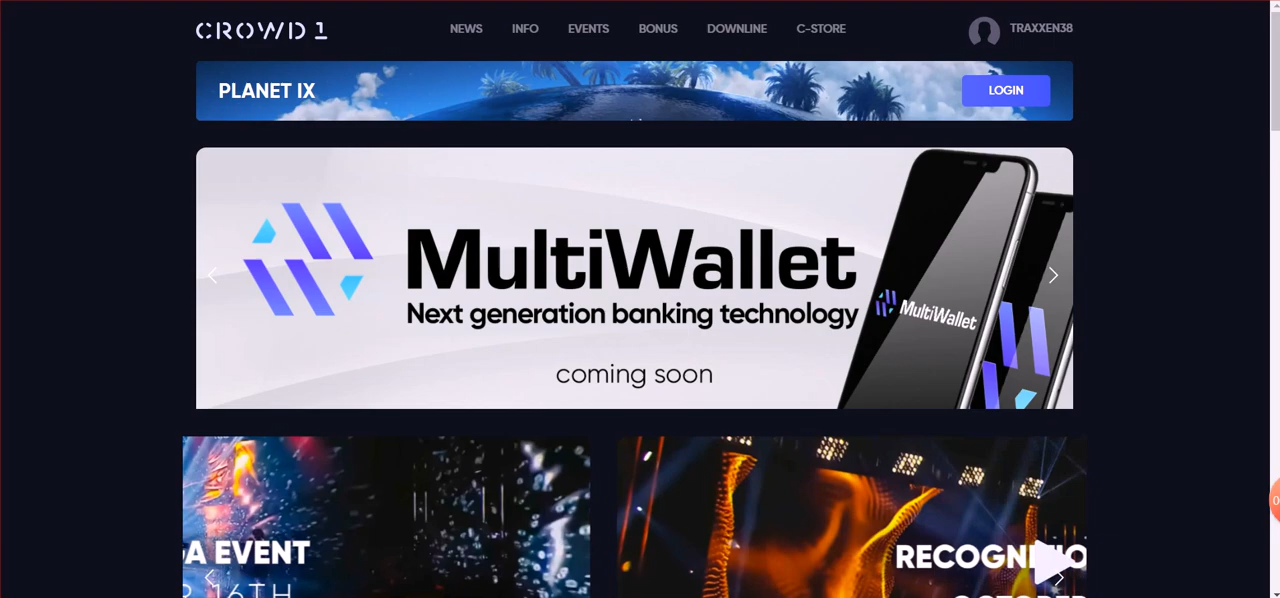 CROWD 1
NEWS INFO EVENTS BONUS DOWNLINE C-STORE
TRAXXEN38
PLANET IX
LOGIN
MultiWallet
Next generation banking technology
coming soon
MultiWallet
EVENT
16TH